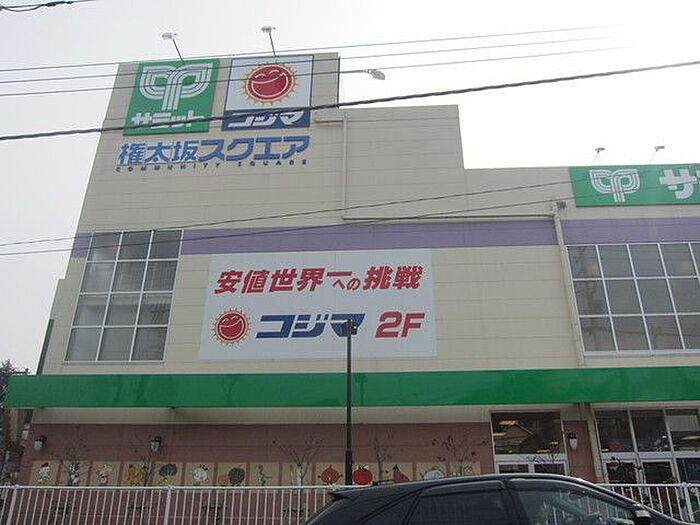 サミット
コジマ
権太坂スクエア
COMMUNITY SQUARE
サ
安値世界一への挑戦
コジマ 2F